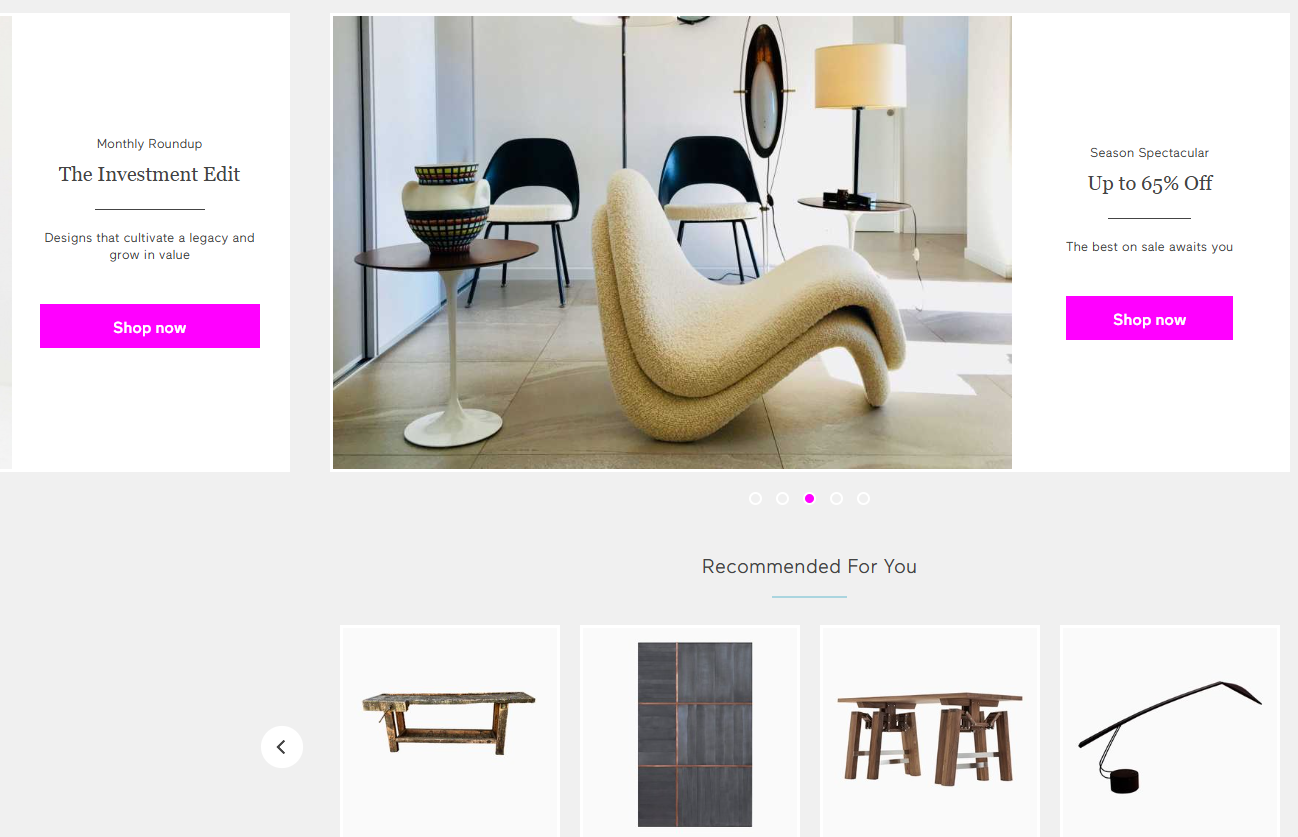 Monthly Roundup
The Investment Edit
Designs that cultivate a legacy and
grow in value
Shop now
Season Spectacular
Up to 65% Off
The best on sale awaits you
Shop now
Recommended For You